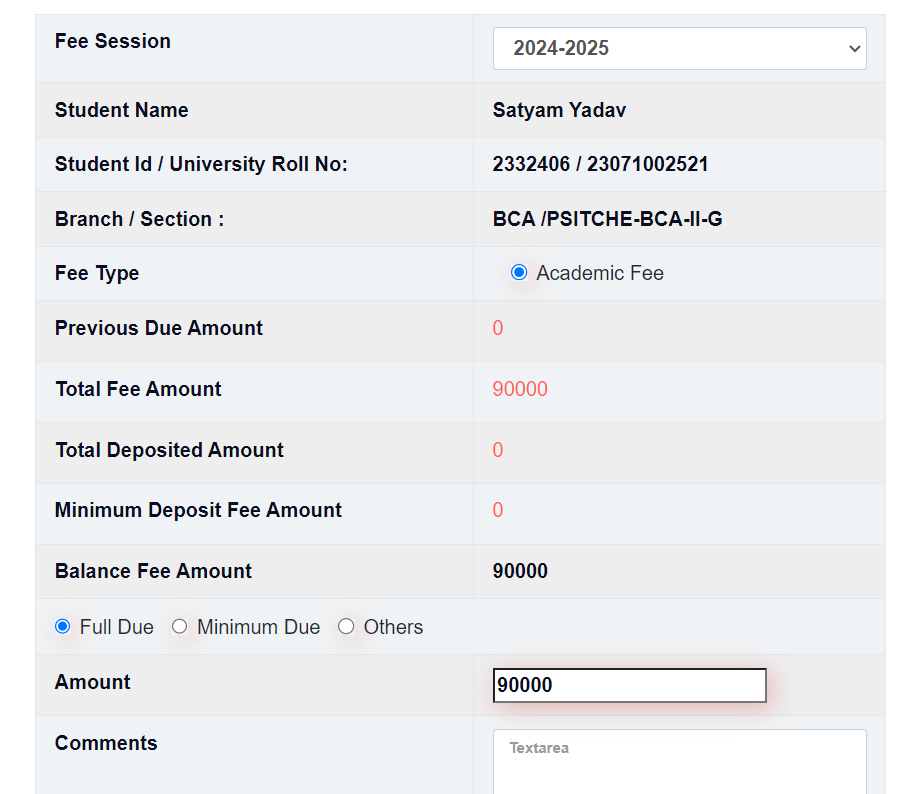 Fee Session 2024-2025
Student Name Satyam Yadav
Student Id / University Roll No: 2332406 / 23071002521
Branch / Section : BCA /PSITCHE-BCA-II-G
Fee Type Academic Fee
Previous Due Amount 0
Total Fee Amount 90000
Total Deposited Amount 0
Minimum Deposit Fee Amount 0
Balance Fee Amount 90000
Full Due Minimum Due Others
Amount 90000
Comments Textarea